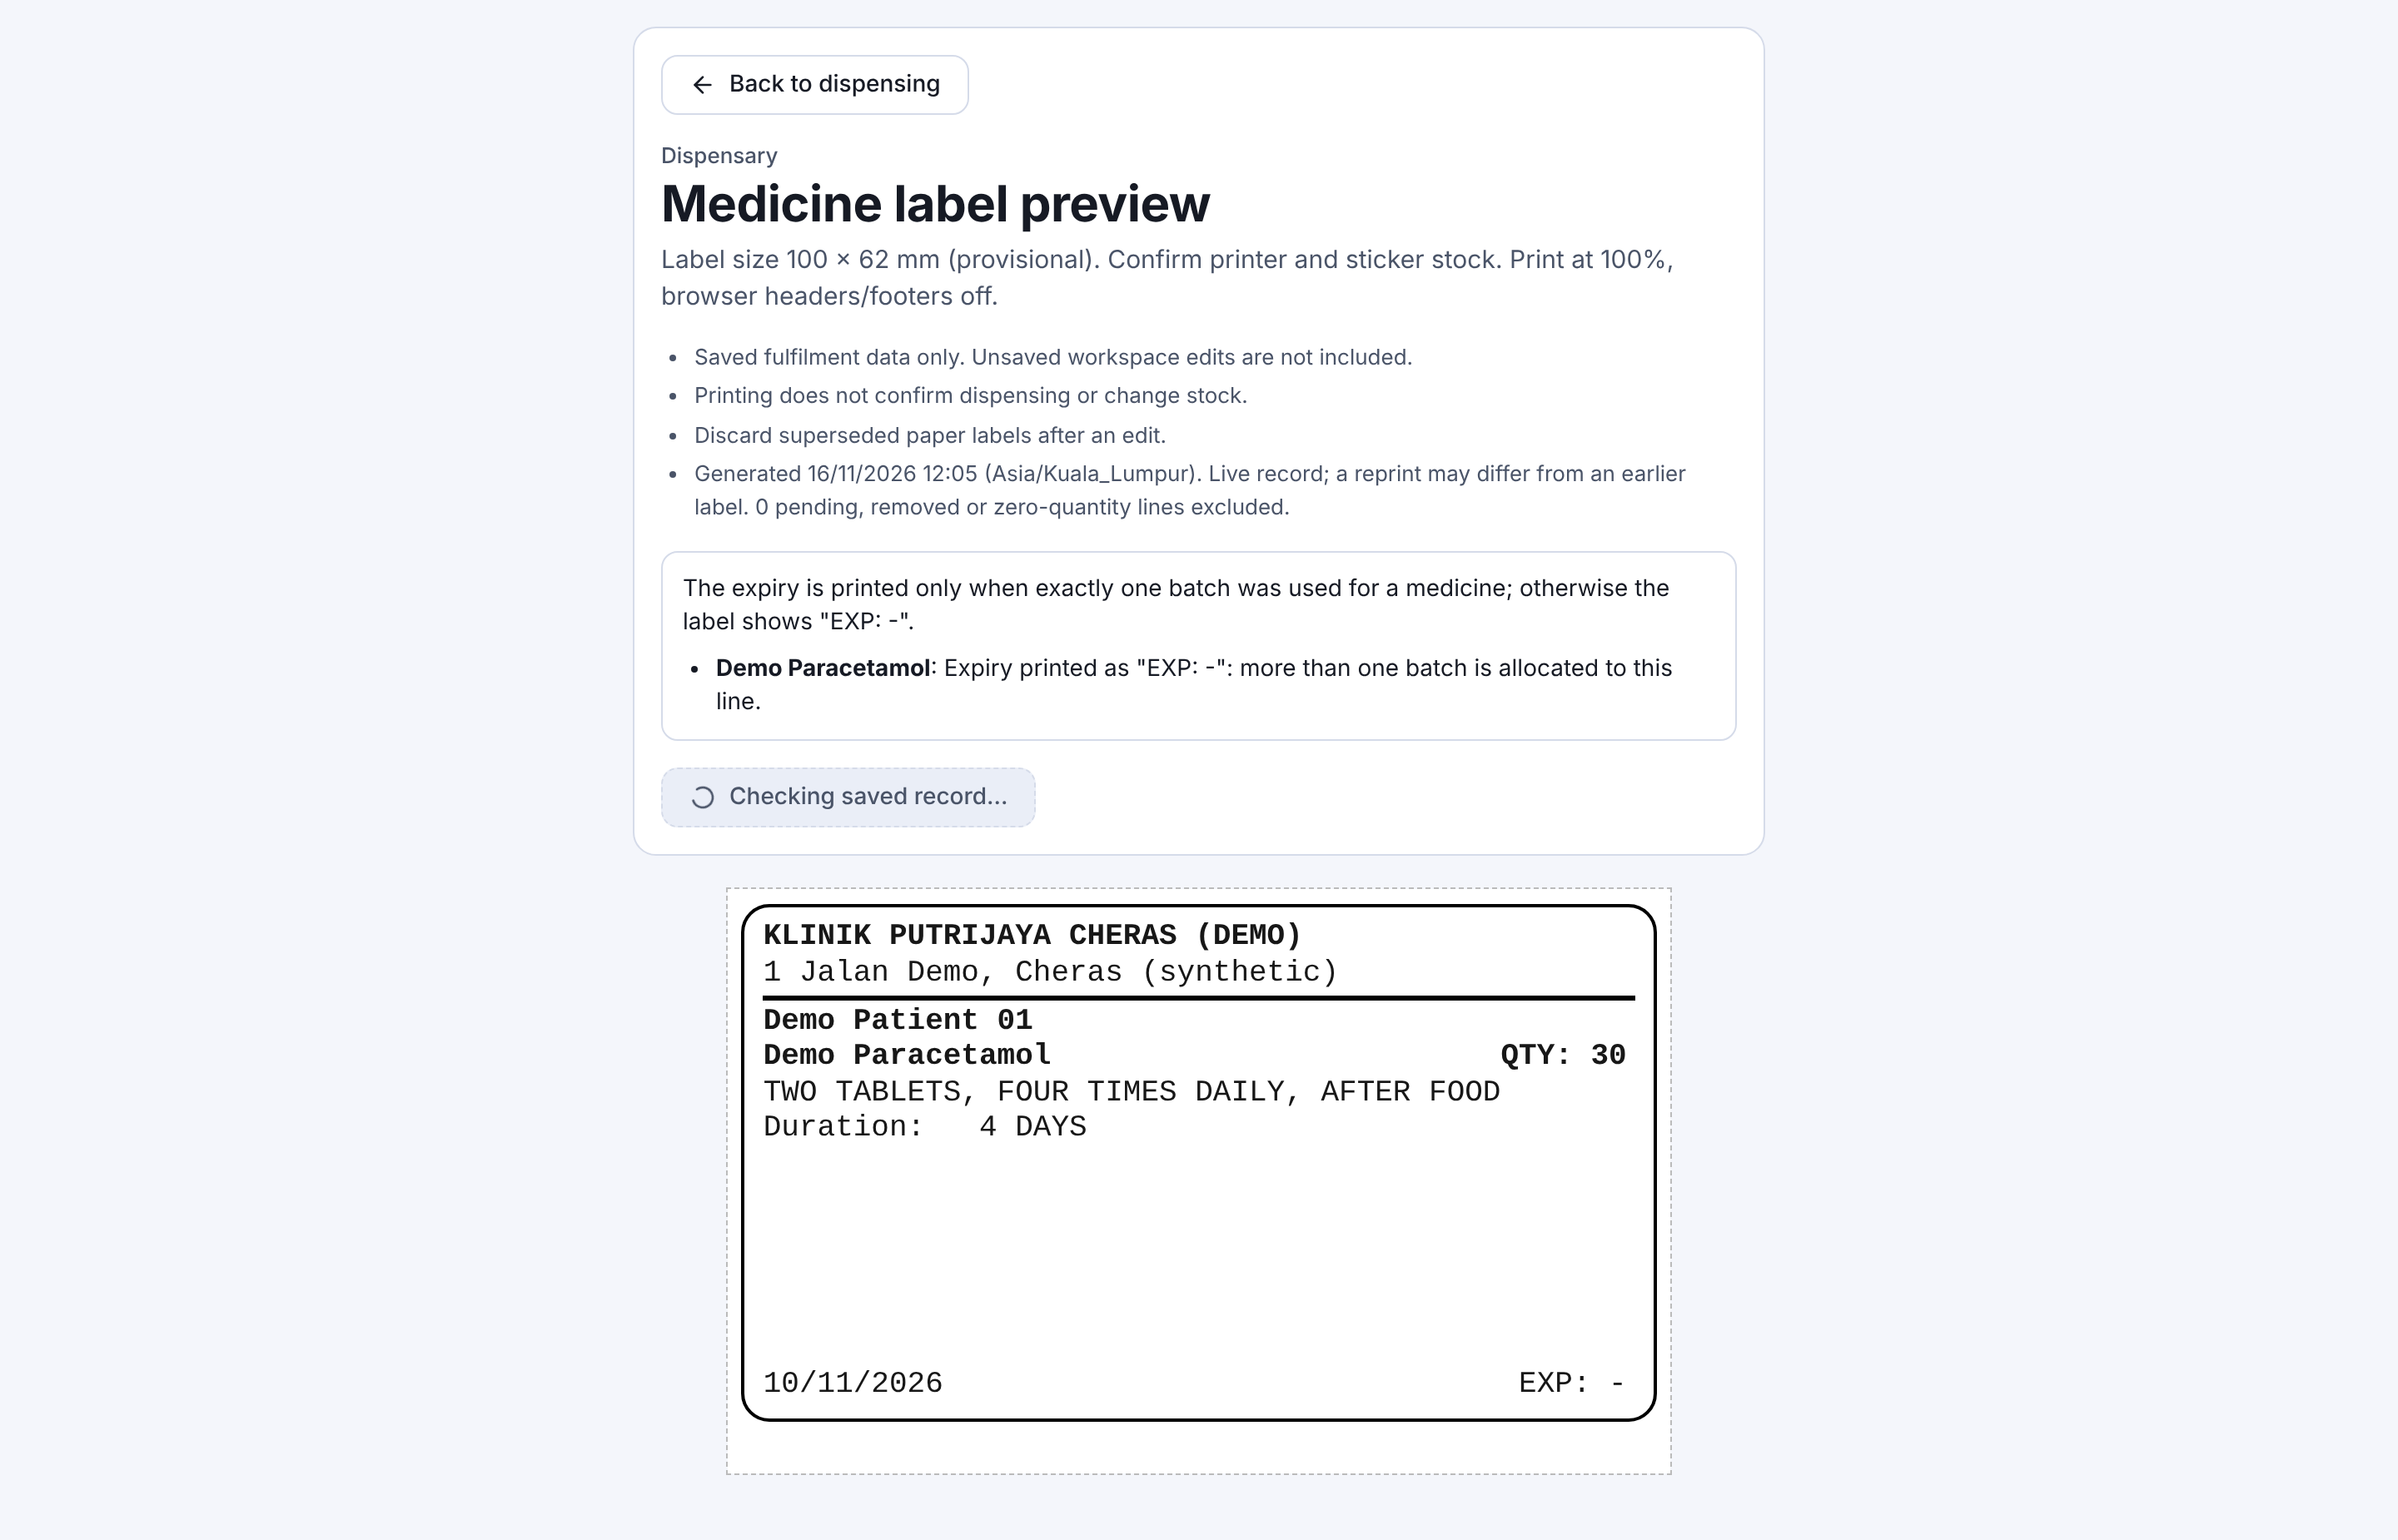 Back to dispensing
Dispensary
Medicine label preview
Label size 100 × 62 mm (provisional). Confirm printer and sticker stock. Print at 100%,
browser headers/footers off.
• Saved fulfilment data only. Unsaved workspace edits are not included.
• Printing does not confirm dispensing or change stock.
• Discard superseded paper labels after an edit.
• Generated 16/11/2026 12:05 (Asia/Kuala_Lumpur). Live record; a reprint may differ from an earlier
label. 0 pending, removed or zero-quantity lines excluded.
The expiry is printed only when exactly one batch was used for a medicine; otherwise the
label shows "EXP: -".
• Demo Paracetamol: Expiry printed as "EXP: -": more than one batch is allocated to this
line.
Checking saved record...
KLINIK PUTRIJAYA CHERAS (DEMO)
1 Jalan Demo, Cheras (synthetic)
Demo Patient 01
Demo Paracetamol QTY: 30
TWO TABLETS, FOUR TIMES DAILY, AFTER FOOD
Duration: 4 DAYS
10/11/2026 EXP: -